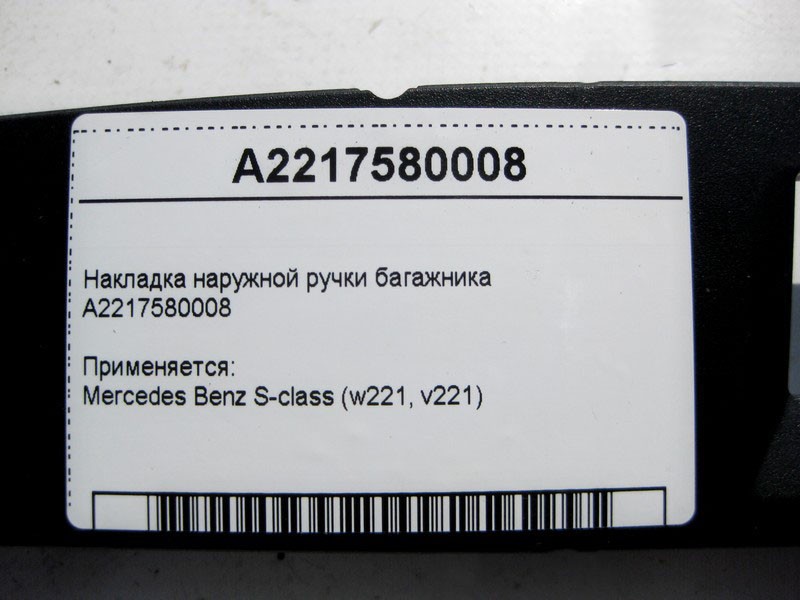 A2217580008
Накладка наружной ручки багажника
A2217580008
Применяется:
Mercedes Benz S-class (w221, v221)